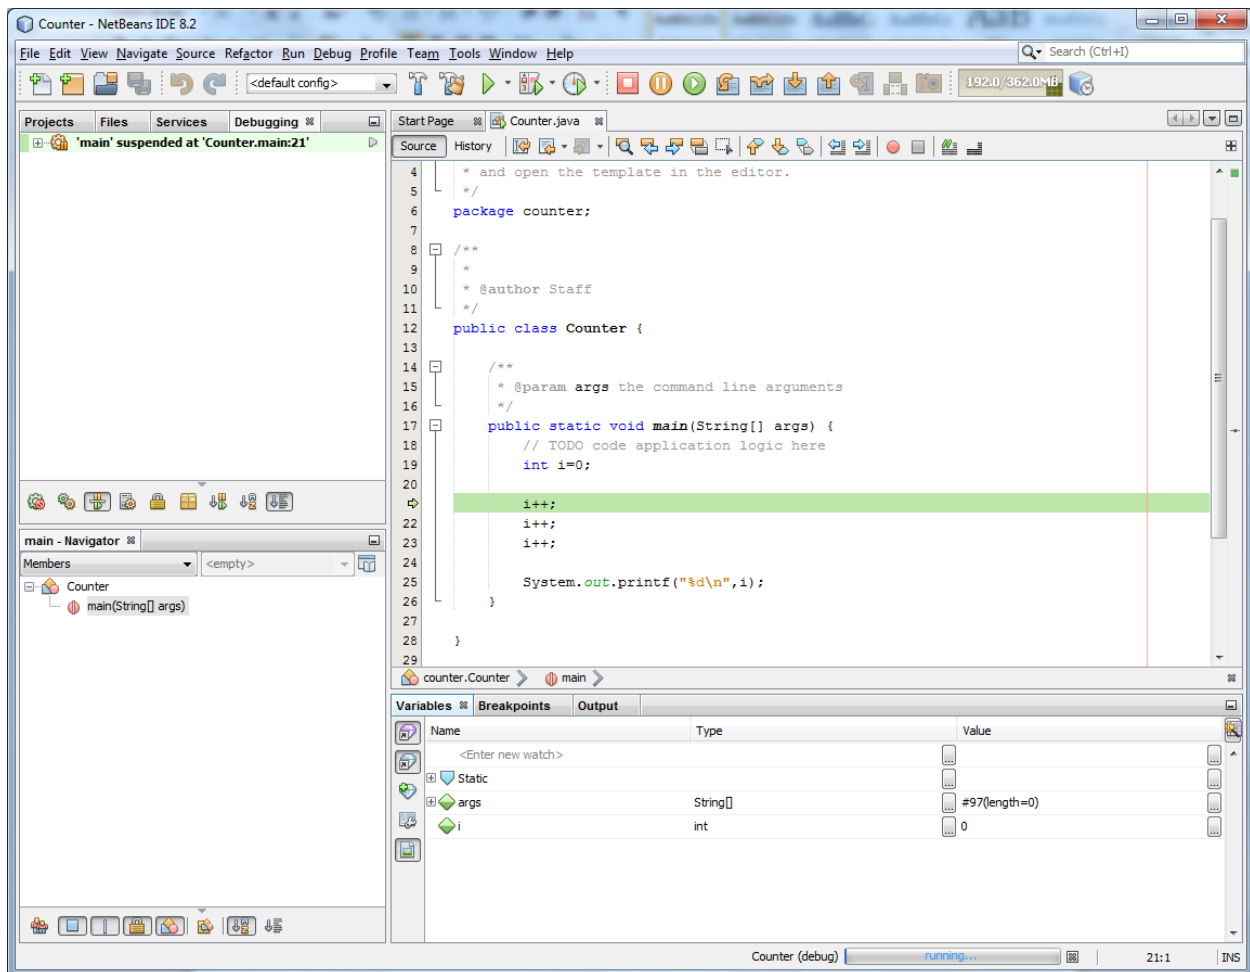 Counter - NetBeans IDE 8.2
File Edit View Navigate Source Refactor Run Debug Profile Team Tools Window Help
Search (Ctrl+I)
<default config>
192.0/362.0MB
Projects Files Services Debugging
'main' suspended at 'Counter.main:21'
Start Page Counter.java
Source History
4 * and open the template in the editor.
5 */
6 package counter;
7
8 /**
9 *
10 * @author Staff
11 */
12 public class Counter {
13
14 /**
15 * @param args the command line arguments
16 */
17 public static void main(String[] args) {
18 // TODO code application logic here
19 int i=0;
20
i++;
22 i++;
23 i++;
24
25 System.out.printf("%d\n",i);
26 }
27
28 }
29
main - Navigator
Members <empty>
Counter
main(String[] args)
counter.Counter main
Variables Breakpoints Output
Name Type Value
<Enter new watch>
Static
args String[] #97(length=0)
i int 0
Counter (debug) running... 21:1 INS